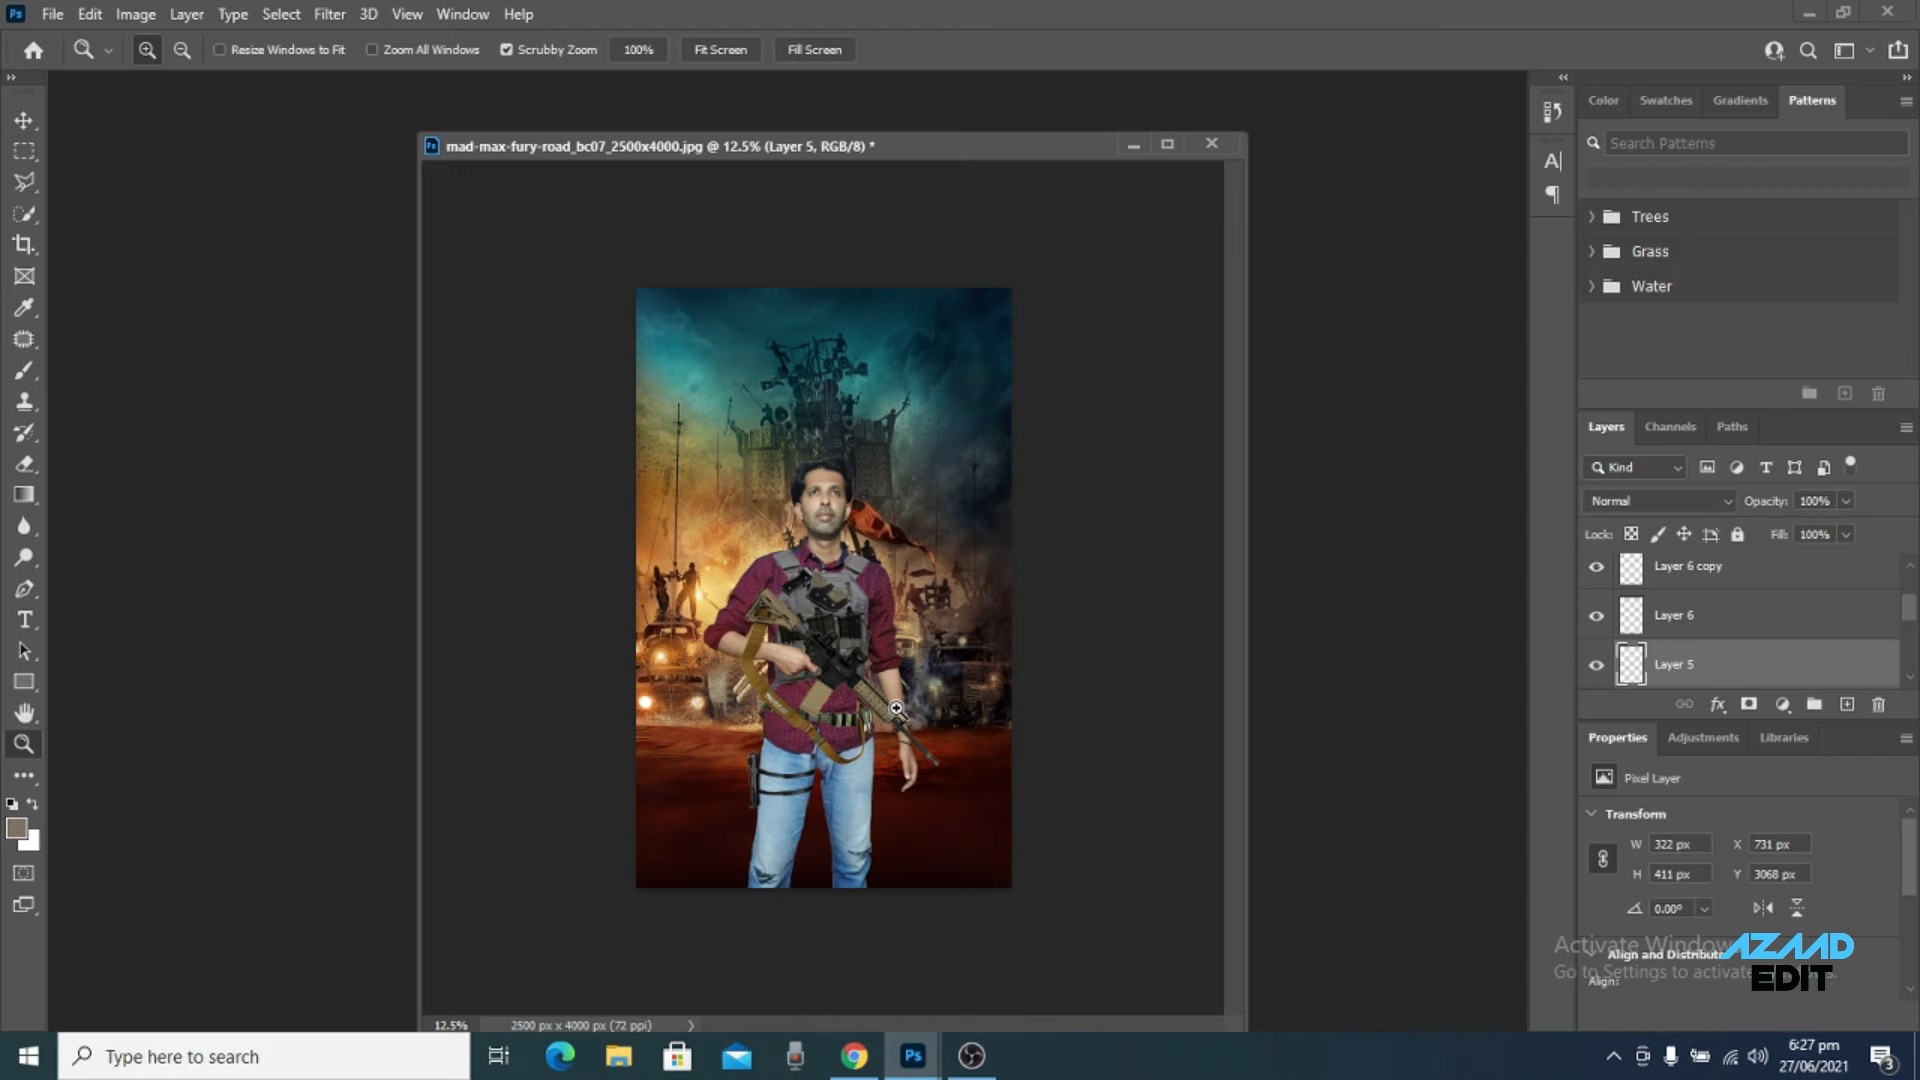 File Edit Image Layer Type Select Filter 3D View Window Help
Resize Windows to Fit Zoom All Windows Scrubby Zoom 100% Fit Screen Fill Screen
Color Swatches Gradients Patterns
mad-max-fury-road_bc07_2500x4000.jpg @ 12.5% (Layer 5, RGB/8) *
Search Patterns
Trees
Grass
Water
Layers Channels Paths
Kind
Normal Opacity: 100%
Lock: Fill: 100%
Layer 6 copy
Layer 6
Layer 5
Properties Adjustments Libraries
Pixel Layer
Transform
W 322 px X 731 px
H 411 px Y 3068 px
0.00°
Activate Windows
Align and Distribute
Go to Settings to activate
Align:
AZAAD
EDIT
12.5% 2500 px x 4000 px (72 ppi)
Type here to search
6:27 pm
27/06/2021
3